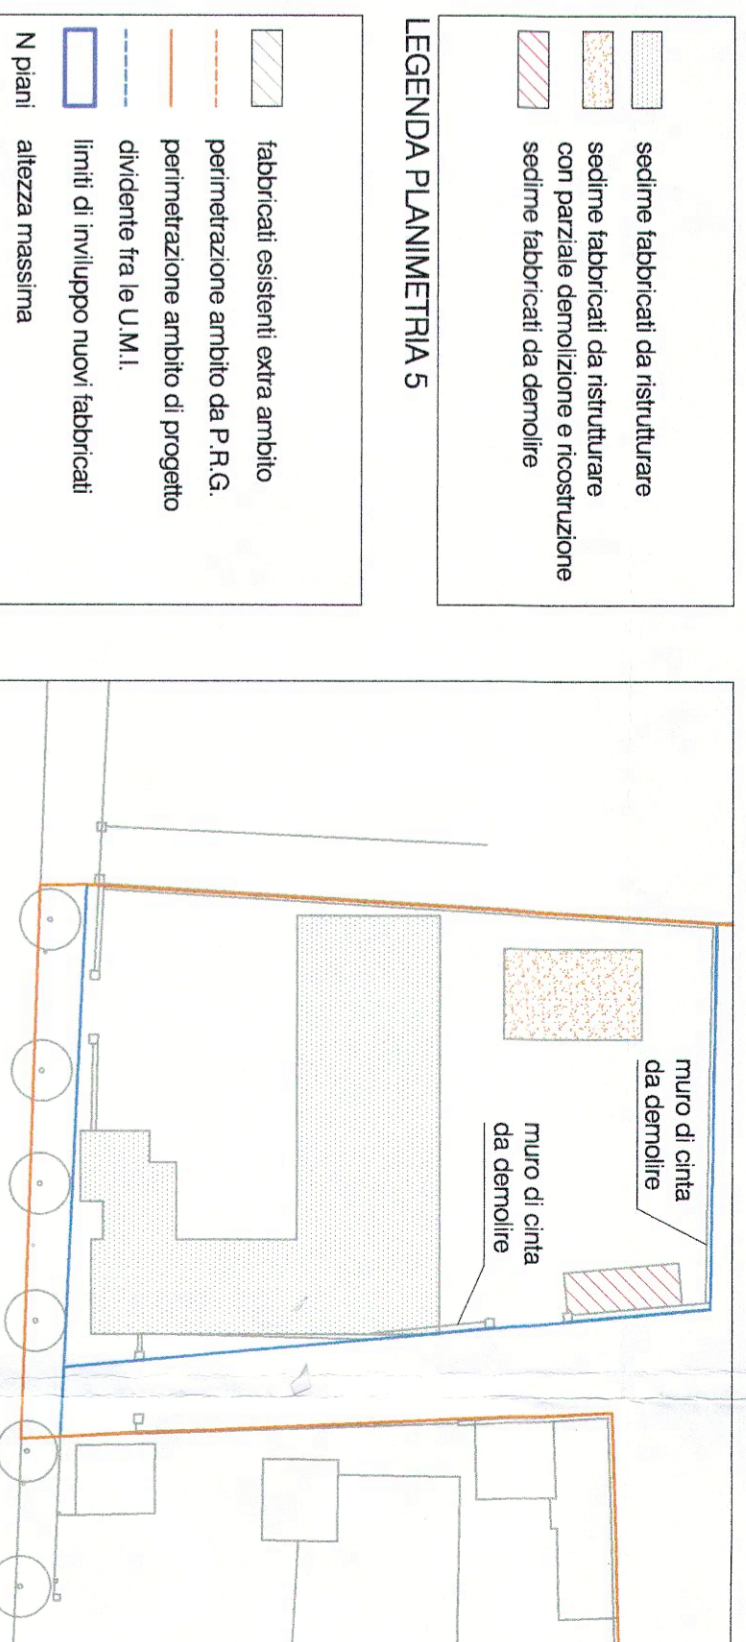 sedime fabbricati da ristrutturare
sedime fabbricati da ristrutturare
con parziale demolizione e ricostruzione
sedime fabbricati da demolire
LEGENDA PLANIMETRIA 5
fabbricati esistenti extra ambito
perimetrazione ambito da P.R.G.
perimetrazione ambito di progetto
dividente fra le U.M.I.
limiti di inviluppo nuovi fabbricati
N piani altezza massima
muro di cinta
da demolire
muro di cinta
da demolire